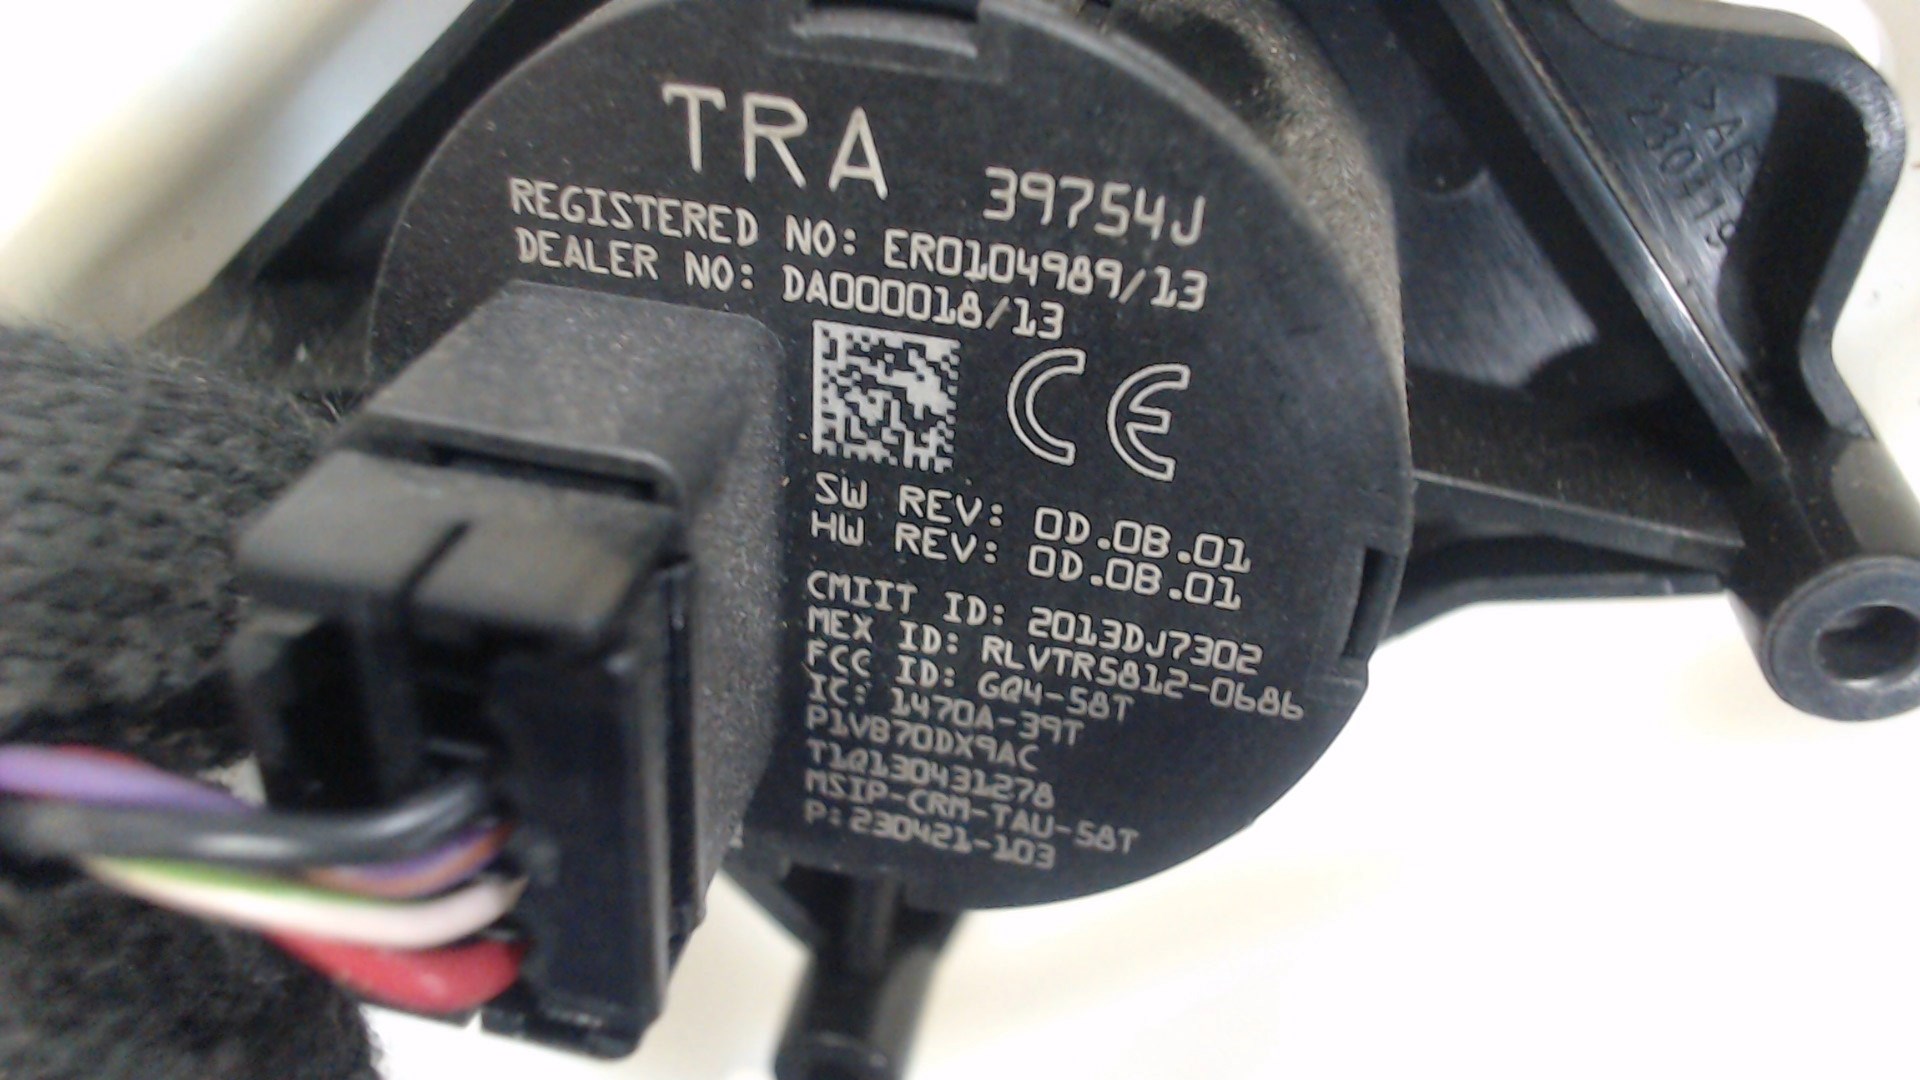 TRA 39754J
REGISTERED NO: ER0104989/13
DEALER NO: DA000018/13
CE
SW REV: 0D.0B.01
HW REV: 0D.0B.01
CMIIT ID: 2013DJ7302
MEX ID: RLVTR5812-0686
FCC ID: GQ4-58T
IC: 1470A-39T
P1VB70DX9AC
T1Q130431278
MSIP-CRM-TAU-58T
P: 230421-103